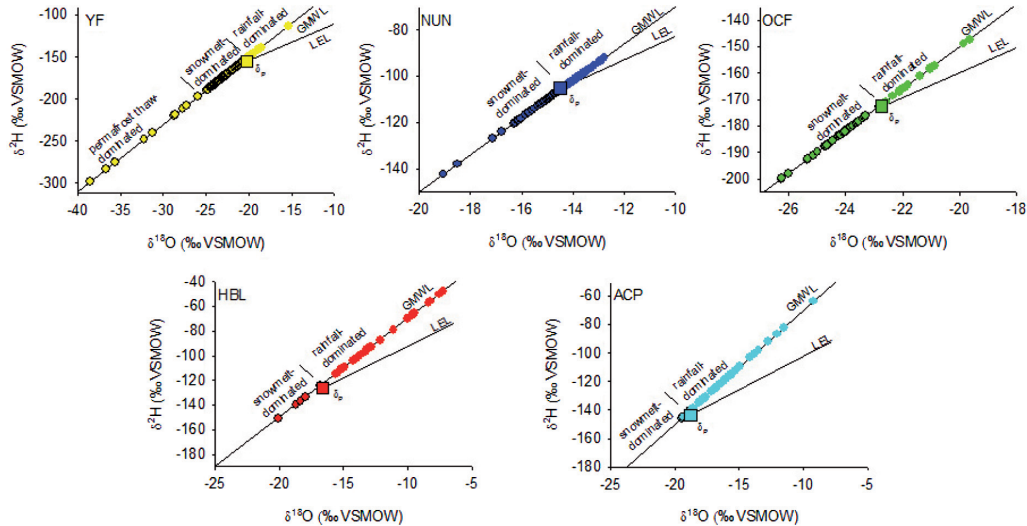 YF
-100
-150
-200
-250
-300
δ²H (‰ VSMOW)
-40 -35 -30 -25 -20 -15 -10
δ¹⁸O (‰ VSMOW)
permafrost thaw-
dominated
snowmelt-
dominated
rainfall-
dominated
GMWL
LEL
δₚ
NUN
-80
-100
-120
-140
δ²H (‰ VSMOW)
-20 -18 -16 -14 -12 -10
δ¹⁸O (‰ VSMOW)
snowmelt-
dominated
rainfall-
dominated
GMWL
LEL
δₚ
OCF
-140
-150
-160
-170
-180
-190
-200
δ²H (‰ VSMOW)
-26 -24 -22 -20 -18 -16
δ¹⁸O (‰ VSMOW)
snowmelt-
dominated
rainfall-
dominated
GMWL
LEL
δₚ
HBL
-40
-60
-80
-100
-120
-140
-160
-180
δ²H (‰ VSMOW)
-25 -20 -15 -10 -5
δ¹⁸O (‰ VSMOW)
snowmelt-
dominated
rainfall-
dominated
GMWL
LEL
δₚ
ACP
-60
-80
-100
-120
-140
-160
-180
δ²H (‰ VSMOW)
-25 -20 -15 -10 -5
δ¹⁸O (‰ VSMOW)
snowmelt-
dominated
rainfall-
dominated
GMWL
LEL
δₚ